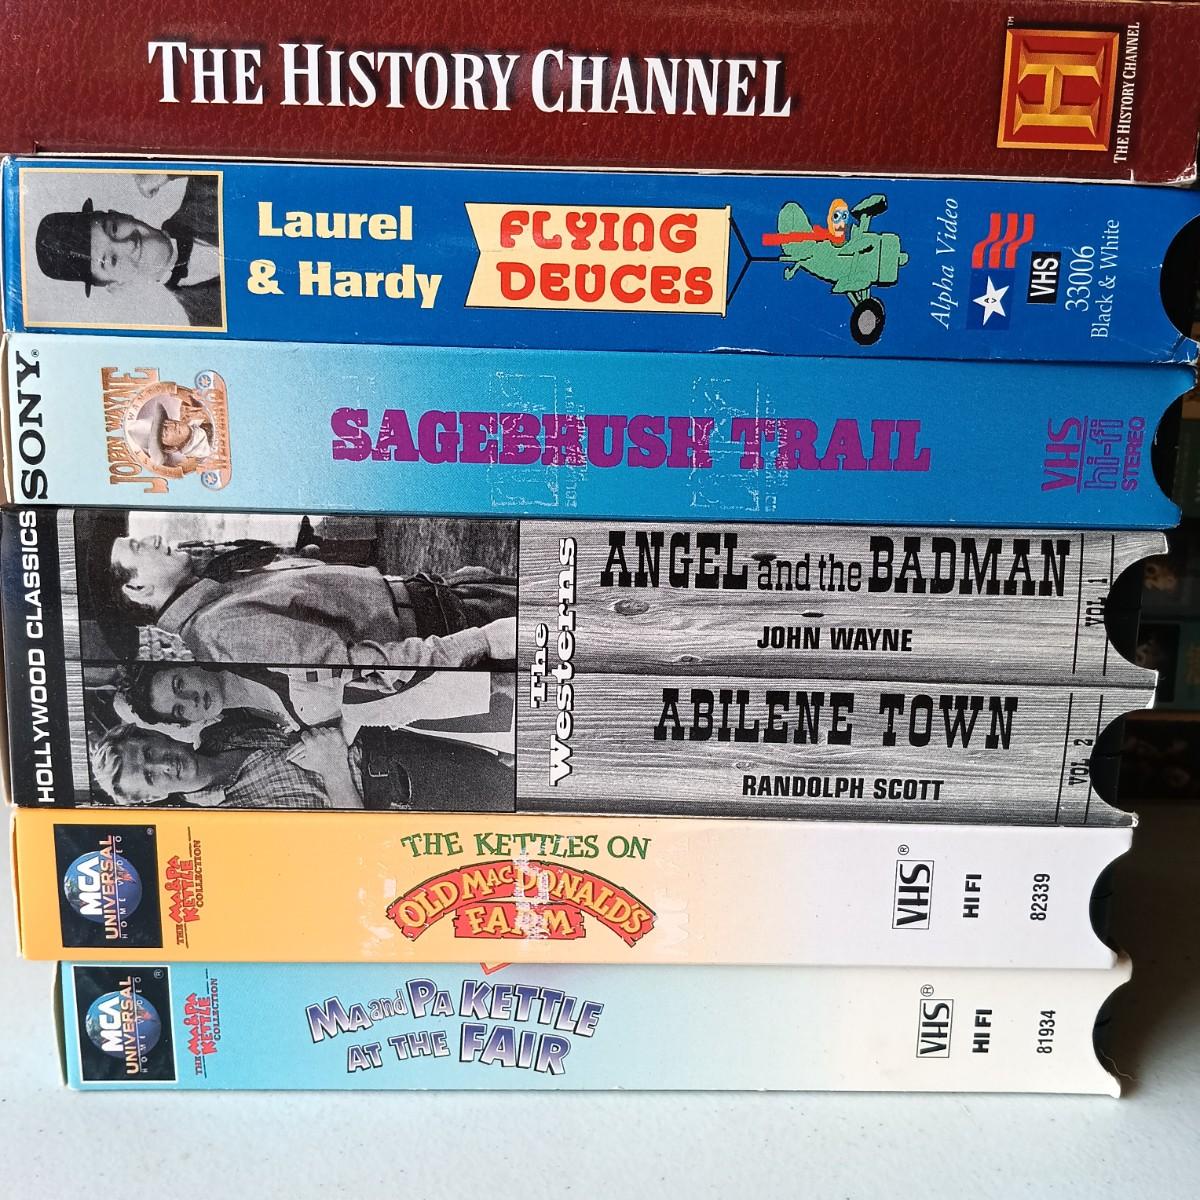 THE HISTORY CHANNEL
H
TM
THE HISTORY CHANNEL
Laurel
& Hardy
FLYING
DEUCES
Alpha Video
VHS
33006
Black & White
SONY®
JOHN WAYNE
SAGEBRUSH TRAIL
VHS
hi-fi
STEREO
HOLLYWOOD CLASSICS
The
Westerns
ANGEL and the BADMAN
JOHN WAYNE
VOL 1
ABILENE TOWN
RANDOLPH SCOTT
VOL 2
MCA
UNIVERSAL
HOME VIDEO
®
THE MA & PA
KETTLE
COLLECTION
THE KETTLES ON
OLD MACDONALDS
FARM
VHS®
HI FI
82339
MCA
UNIVERSAL
HOME VIDEO
®
THE MA & PA
KETTLE
COLLECTION
MA and PA KETTLE
AT THE FAIR
VHS®
HI FI
81934